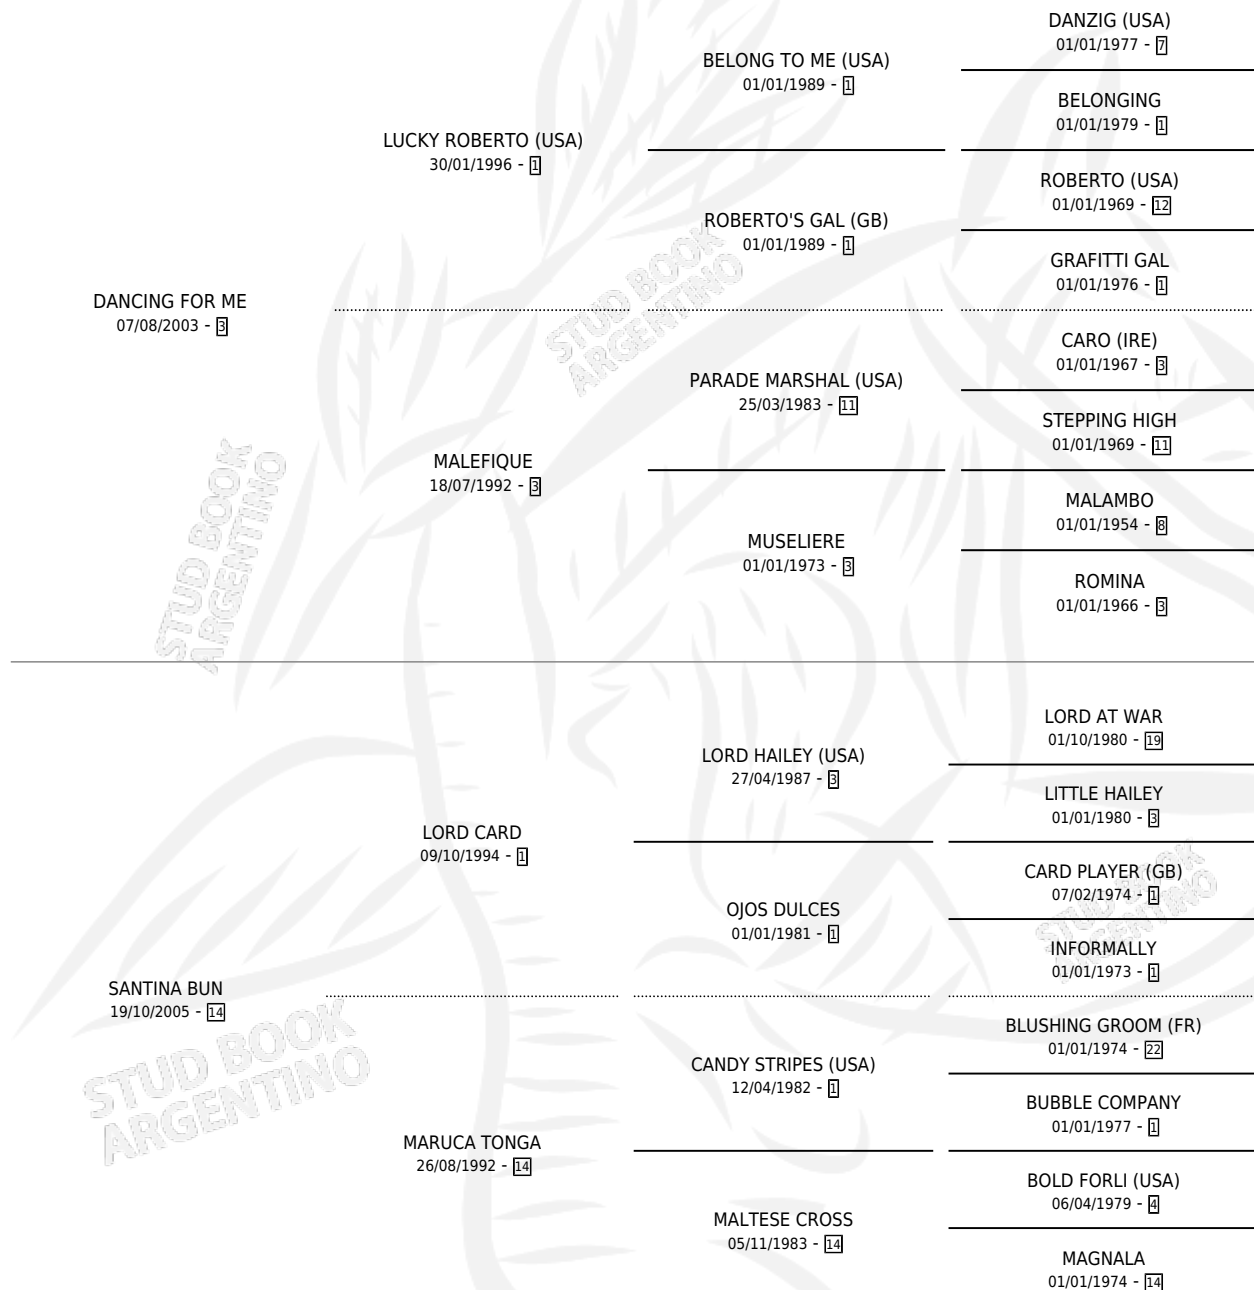 DANCING FOR ME
07/08/2003 - 3
LUCKY ROBERTO (USA)
30/01/1996 - 1
MALEFIQUE
18/07/1992 - 3
BELONG TO ME (USA)
01/01/1989 - 1
ROBERTO'S GAL (GB)
01/01/1989 - 1
PARADE MARSHAL (USA)
25/03/1983 - 11
MUSELIERE
01/01/1973 - 3
DANZIG (USA)
01/01/1977 - 7
BELONGING
01/01/1979 - 1
ROBERTO (USA)
01/01/1969 - 12
GRAFITTI GAL
01/01/1976 - 1
CARO (IRE)
01/01/1967 - 3
STEPPING HIGH
01/01/1969 - 11
MALAMBO
01/01/1954 - 8
ROMINA
01/01/1966 - 3
SANTINA BUN
19/10/2005 - 14
LORD CARD
09/10/1994 - 1
MARUCA TONGA
26/08/1992 - 14
LORD HAILEY (USA)
27/04/1987 - 3
OJOS DULCES
01/01/1981 - 1
CANDY STRIPES (USA)
12/04/1982 - 1
MALTESE CROSS
05/11/1983 - 14
LORD AT WAR
01/10/1980 - 19
LITTLE HAILEY
01/01/1980 - 3
CARD PLAYER (GB)
07/02/1974 - 1
INFORMALLY
01/01/1973 - 1
BLUSHING GROOM (FR)
01/01/1974 - 22
BUBBLE COMPANY
01/01/1977 - 1
BOLD FORLI (USA)
06/04/1979 - 4
MAGNALA
01/01/1974 - 14
STUD BOOK
ARGENTINO
STUD BOOK
ARGENTINO
STUD BOOK
ARGENTINO
STUD BOOK
ARGENTINO